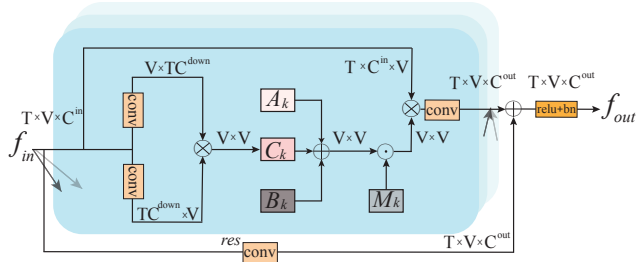 V×TC^down
T×C^in×V
T×V×C^out
T×V×C^out
T×V×C^in
conv
A_k
V×V
C_k
V×V
V×V
conv
relu+bn
f_out
f_in
conv
B_k
M_k
TC^down×V
res
conv
T×V×C^out